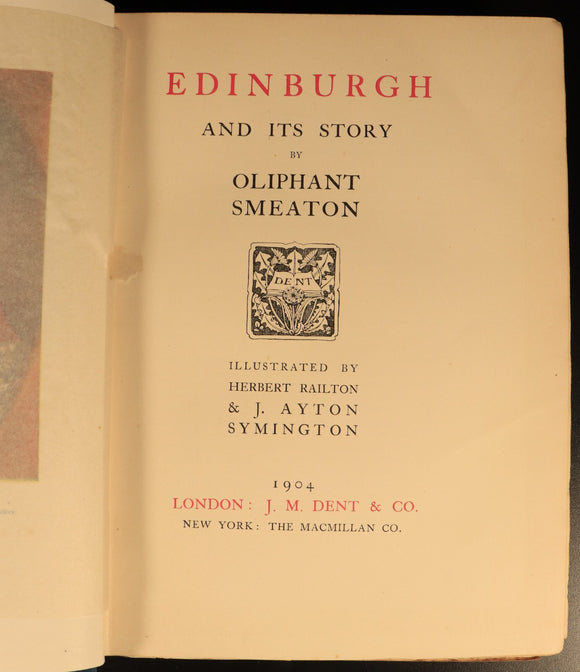 EDINBURGH
AND ITS STORY
BY
OLIPHANT
SMEATON
DENT
ILLUSTRATED BY
HERBERT RAILTON
& J. AYTON
SYMINGTON
1904
LONDON: J. M. DENT & CO.
NEW YORK: THE MACMILLAN CO.